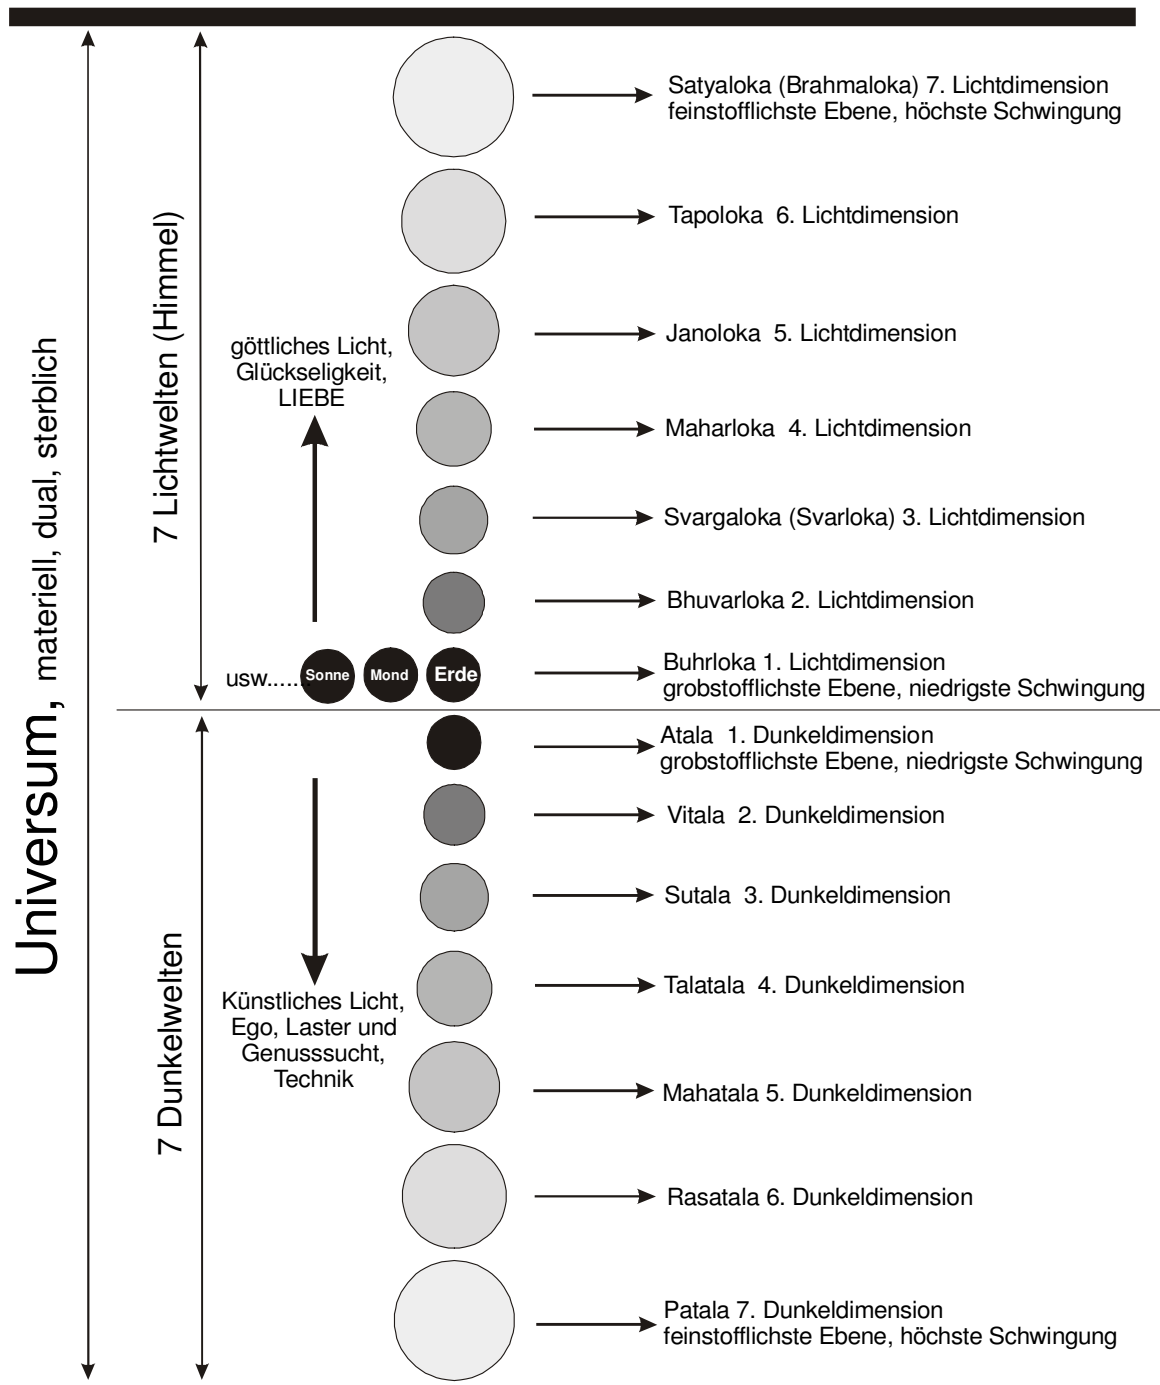 Universum, materiell, dual, sterblich
7 Lichtwelten (Himmel)
Satyaloka (Brahmaloka) 7. Lichtdimension
feinstofflichste Ebene, höchste Schwingung
Tapoloka  6. Lichtdimension
Janoloka  5. Lichtdimension
göttliches Licht,
Glückseligkeit,
LIEBE
Maharloka  4. Lichtdimension
Svargaloka (Svarloka) 3. Lichtdimension
Bhuvarloka 2. Lichtdimension
usw...... Sonne Mond Erde
Buhrloka 1. Lichtdimension
grobstofflichste Ebene, niedrigste Schwingung
7 Dunkelwelten
Atala  1. Dunkeldimension
grobstofflichste Ebene, niedrigste Schwingung
Vitala  2. Dunkeldimension
Sutala  3. Dunkeldimension
Talatala  4. Dunkeldimension
Künstliches Licht,
Ego, Laster und
Genusssucht,
Technik
Mahatala 5. Dunkeldimension
Rasatala 6. Dunkeldimension
Patala 7. Dunkeldimension
feinstofflichste Ebene, höchste Schwingung